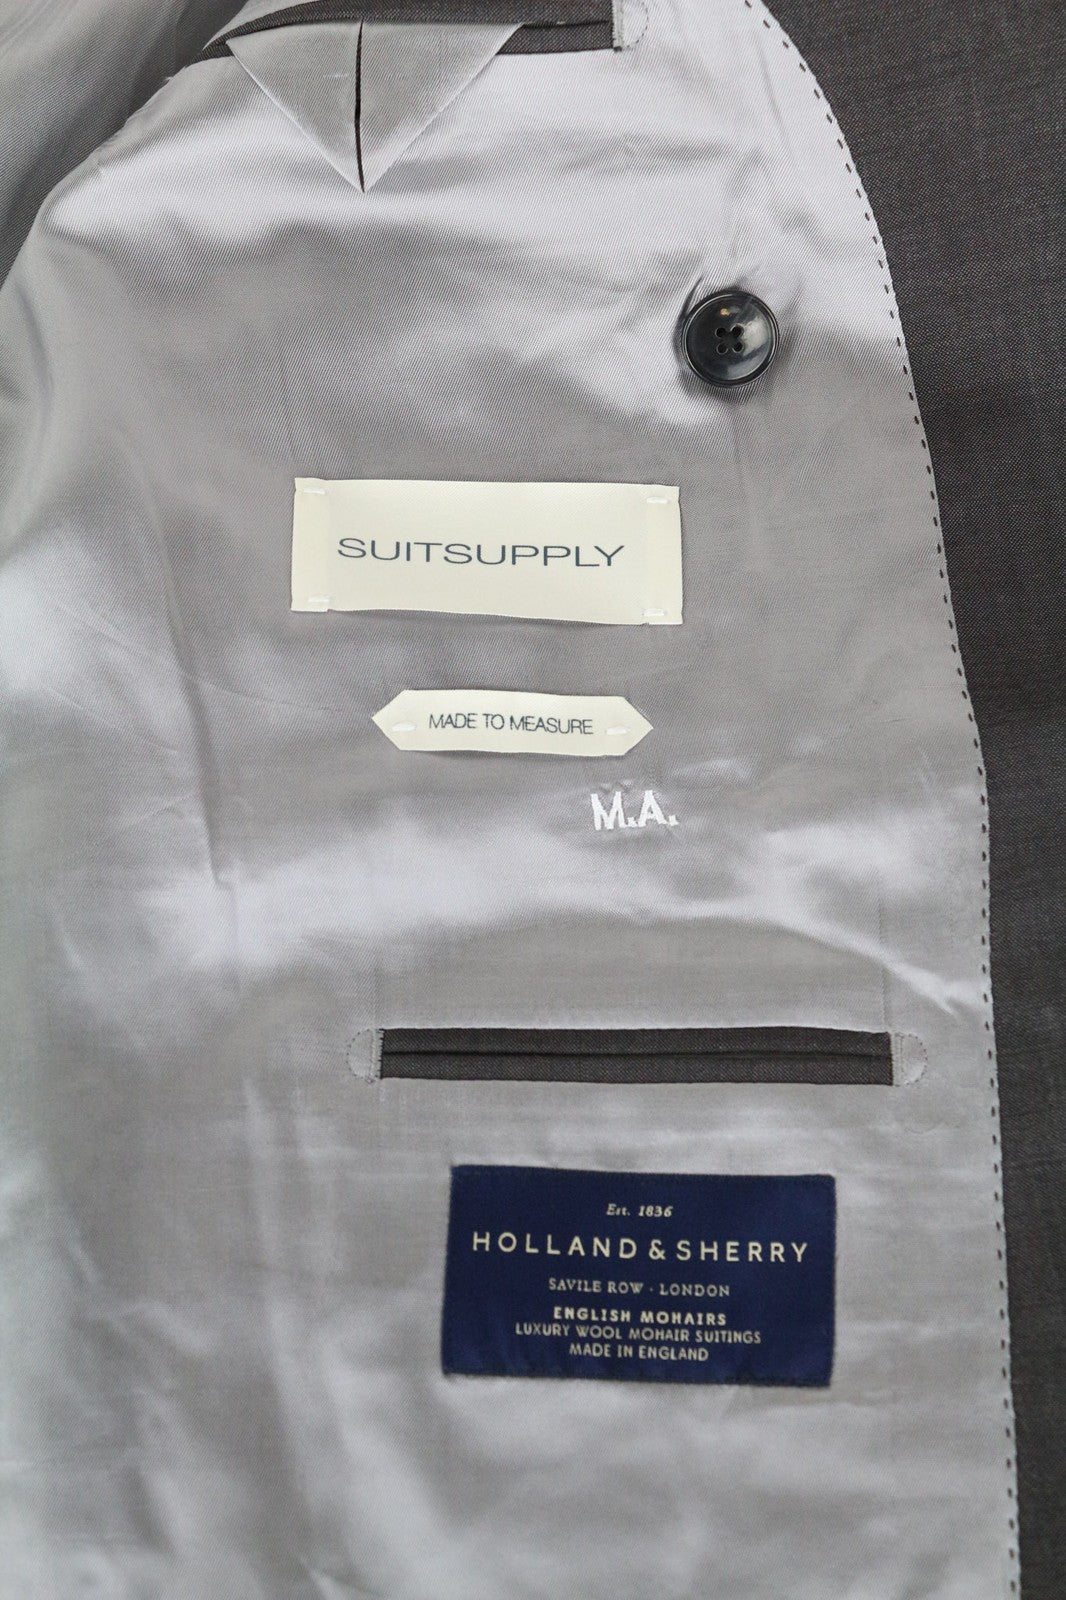 SUITSUPPLY
MADE TO MEASURE
M.A.
Est. 1836
HOLLAND & SHERRY
SAVILE ROW · LONDON
ENGLISH MOHAIRS
LUXURY WOOL MOHAIR SUITINGS
MADE IN ENGLAND